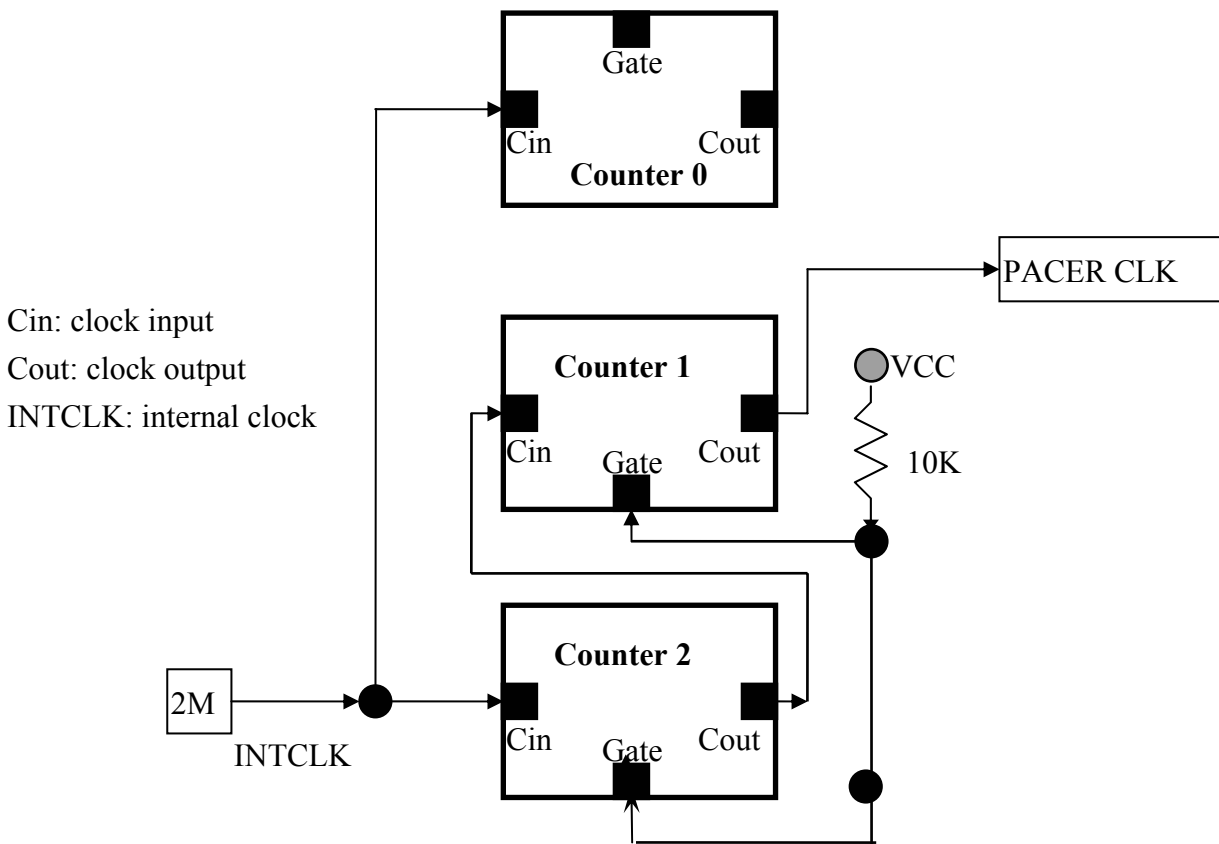 Gate
Cin
Cout
Counter 0
PACER CLK
Cin: clock input
Cout: clock output
INTCLK: internal clock
Counter 1
VCC
Cin
Gate
Cout
10K
Counter 2
2M
INTCLK
Cin
Gate
Cout